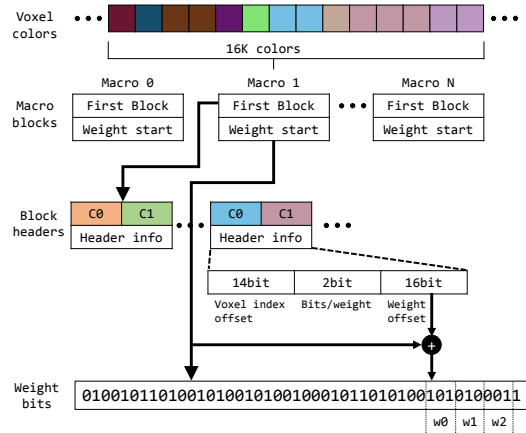 Voxel
colors
16K colors
Macro 0 Macro 1 Macro N
Macro
blocks
First Block First Block First Block
Weight start Weight start Weight start
Block
headers
C0 C1 C0 C1
Header info Header info
14bit 2bit 16bit
Voxel index
offset
Bits/weight
Weight
offset
+
Weight
bits
010010110100101001010010001011010100101010100011
w0 w1 w2